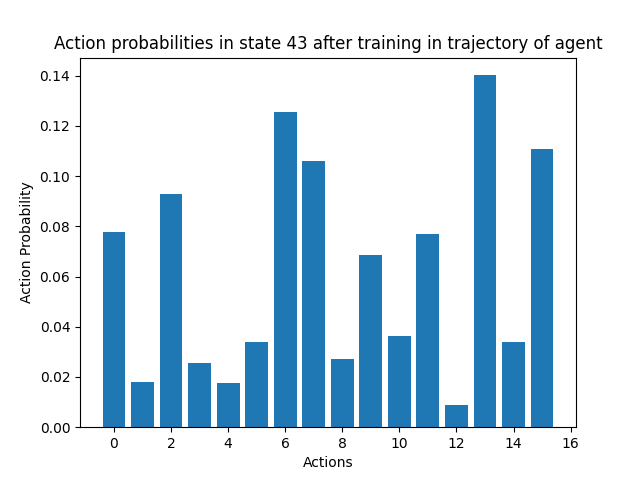 Action probabilities in state 43 after training in trajectory of agent
0.14
0.12
0.10
0.08
0.06
0.04
0.02
0.00
Action Probability
0 2 4 6 8 10 12 14 16
Actions